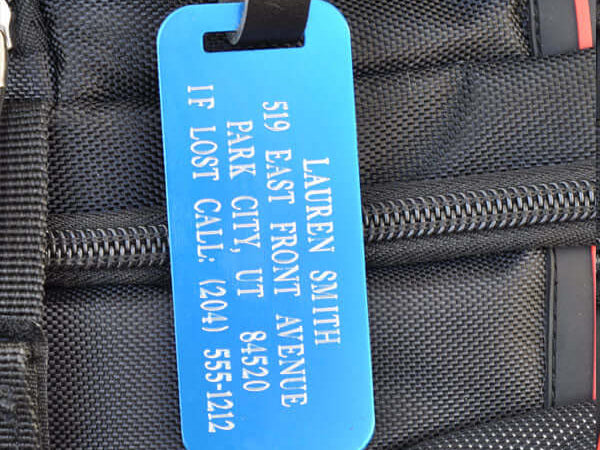 LAUREN SMITH
519 EAST FRONT AVENUE
PARK CITY, UT 84520
IF LOST CALL: (204) 555-1212